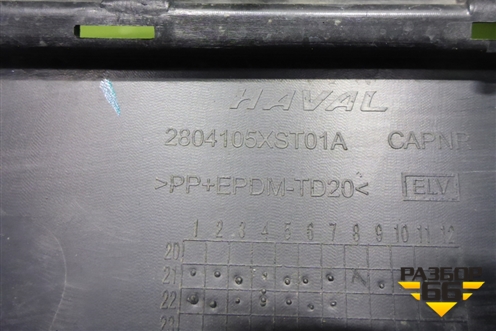 HAVAL
2804105XST01A CAPNR
>PP+EPDM-TD20< ELV
1 2 3 4 5 6 7 8 9 10 11 12
20
21
22
РАЗБОР
66